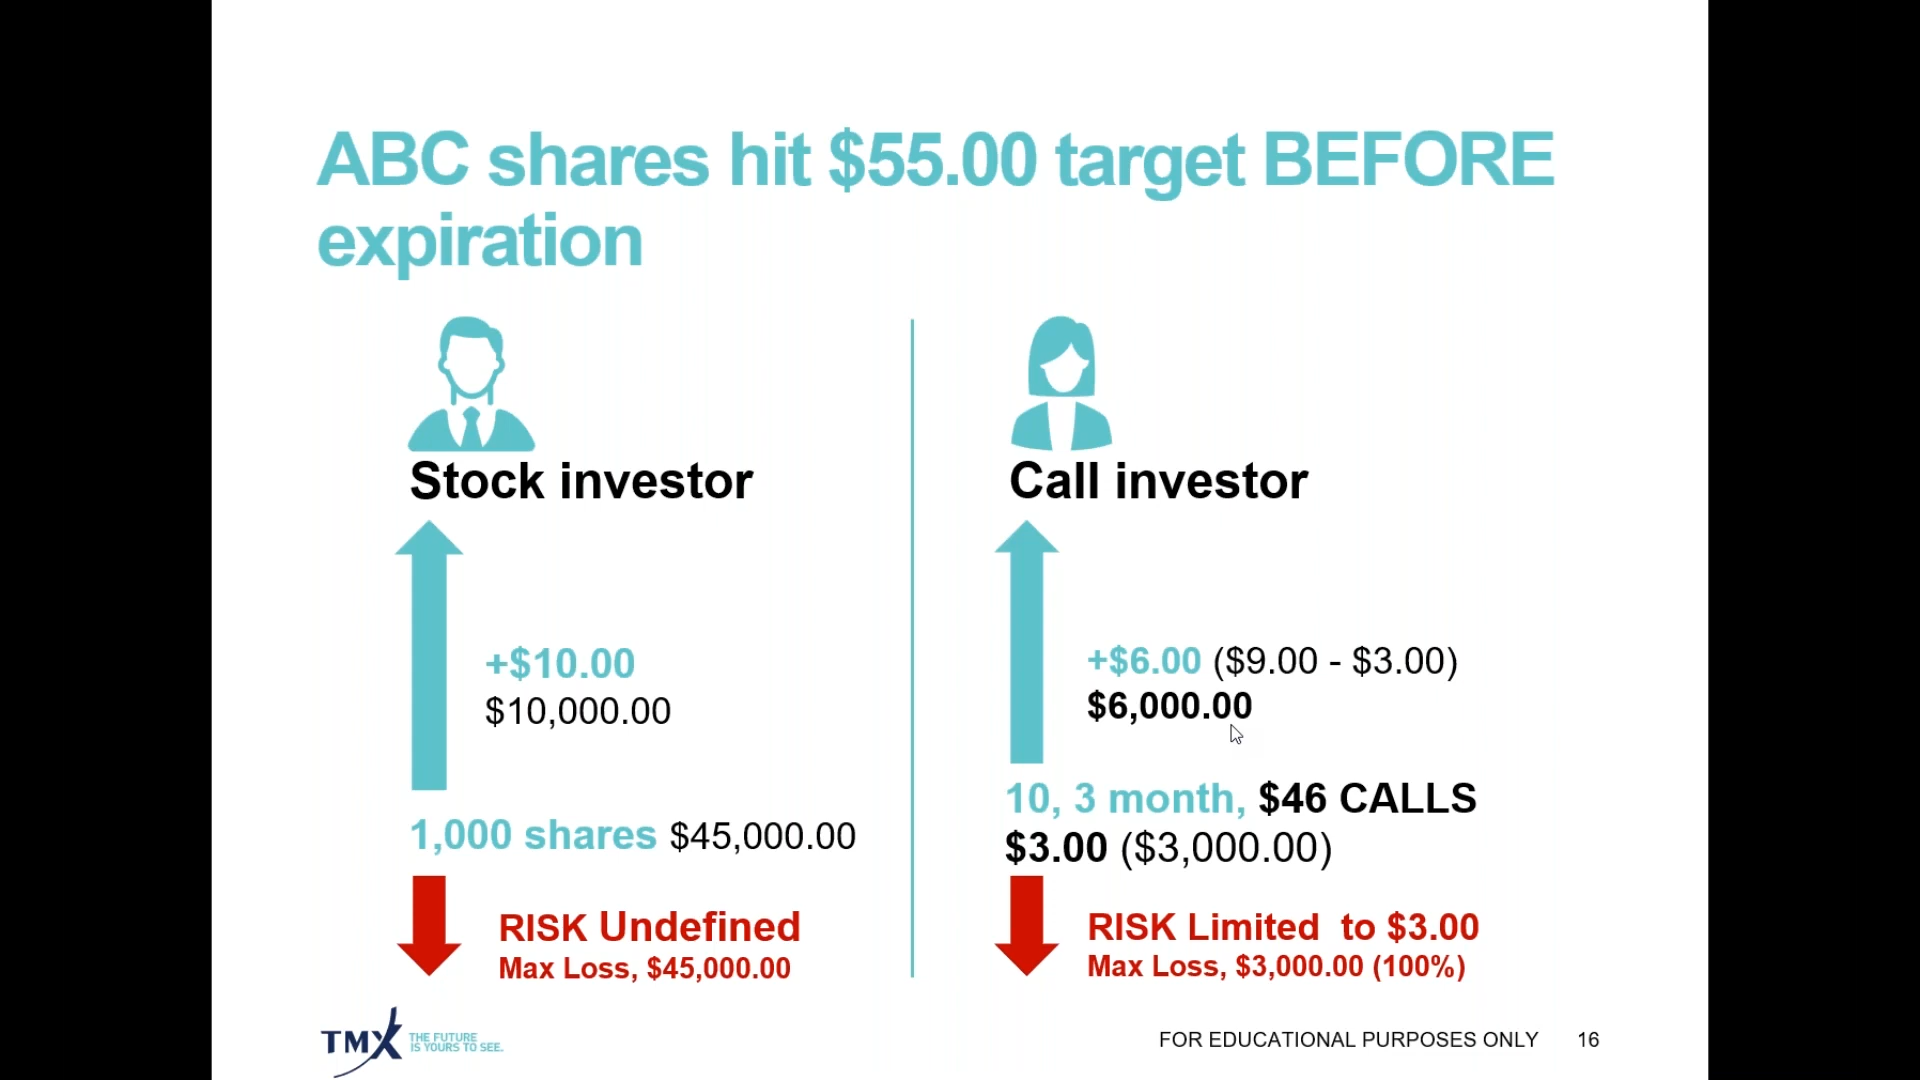 ABC shares hit $55.00 target BEFORE
expiration
Stock investor
+$10.00
$10,000.00
1,000 shares $45,000.00
RISK Undefined
Max Loss, $45,000.00
Call investor
+$6.00 ($9.00 - $3.00)
$6,000.00
10, 3 month, $46 CALLS
$3.00 ($3,000.00)
RISK Limited  to $3.00
Max Loss, $3,000.00 (100%)
TMX
THE FUTURE
IS YOURS TO SEE.
FOR EDUCATIONAL PURPOSES ONLY
16